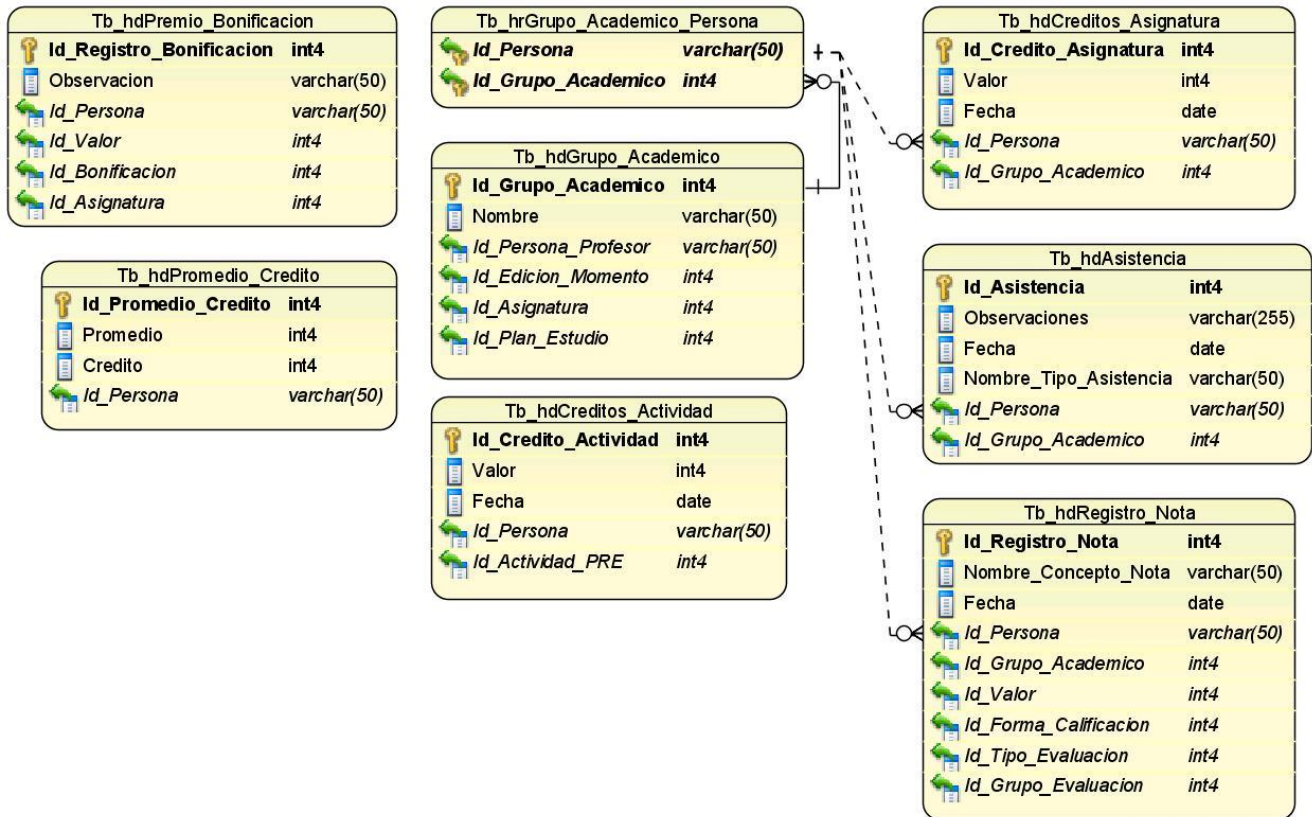 Tb_hdPremio_Bonificacion
Id_Registro_Bonificacion int4
Observacion varchar(50)
Id_Persona varchar(50)
Id_Valor int4
Id_Bonificacion int4
Id_Asignatura int4
Tb_hdPromedio_Credito
Id_Promedio_Credito int4
Promedio int4
Credito int4
Id_Persona varchar(50)
Tb_hrGrupo_Academico_Persona
Id_Persona varchar(50)
Id_Grupo_Academico int4
Tb_hdGrupo_Academico
Id_Grupo_Academico int4
Nombre varchar(50)
Id_Persona_Profesor varchar(50)
Id_Edicion_Momento int4
Id_Asignatura int4
Id_Plan_Estudio int4
Tb_hdCreditos_Actividad
Id_Credito_Actividad int4
Valor int4
Fecha date
Id_Persona varchar(50)
Id_Actividad_PRE int4
Tb_hdCreditos_Asignatura
Id_Credito_Asignatura int4
Valor int4
Fecha date
Id_Persona varchar(50)
Id_Grupo_Academico int4
Tb_hdAsistencia
Id_Asistencia int4
Observaciones varchar(255)
Fecha date
Nombre_Tipo_Asistencia varchar(50)
Id_Persona varchar(50)
Id_Grupo_Academico int4
Tb_hdRegistro_Nota
Id_Registro_Nota int4
Nombre_Concepto_Nota varchar(50)
Fecha date
Id_Persona varchar(50)
Id_Grupo_Academico int4
Id_Valor int4
Id_Forma_Calificacion int4
Id_Tipo_Evaluacion int4
Id_Grupo_Evaluacion int4